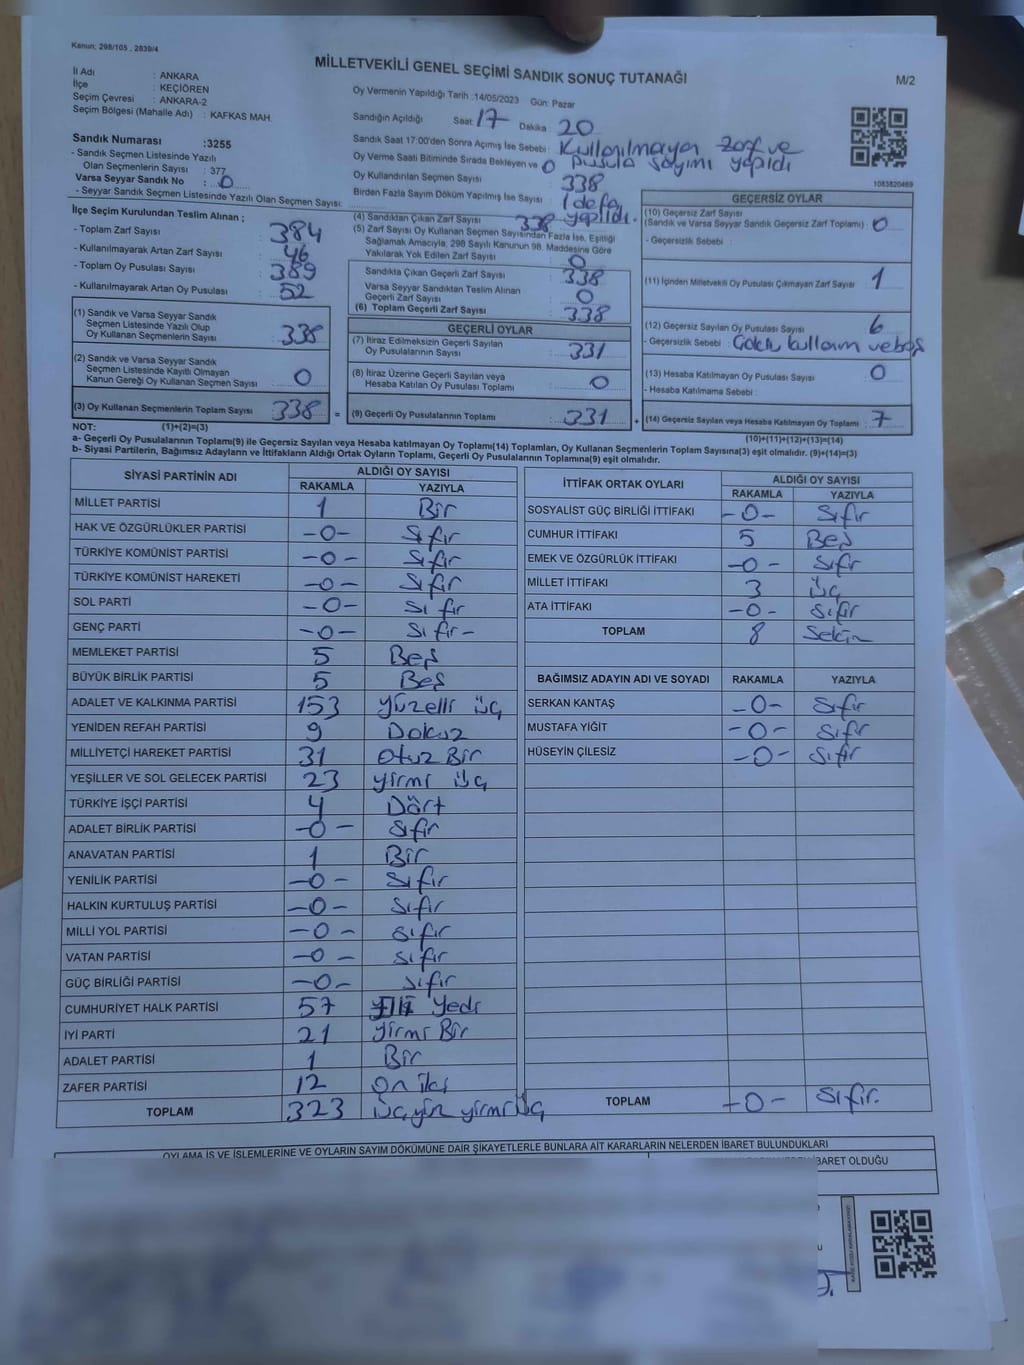 Kanun: 298/105 , 2839/4
MİLLETVEKİLİ GENEL SEÇİMİ SANDIK SONUÇ TUTANAĞI
M/2
İl Adı : ANKARA
İlçe : KEÇİÖREN
Seçim Çevresi : ANKARA-2
Seçim Bölgesi (Mahalle Adı) : KAFKAS MAH.
Sandık Numarası :3255
- Sandık Seçmen Listesinde Yazılı
Olan Seçmenlerin Sayısı : 377
Varsa Seyyar Sandık No : 0
- Seyyar Sandık Seçmen Listesinde Yazılı Olan Seçmen Sayısı:
Oy Vermenin Yapıldığı Tarih :14/05/2023 Gün: Pazar
Sandığın Açıldığı Saat: 17 Dakika 20
Sandık Saat 17:00'den Sonra Açımış İse Sebebi : Kullanılmayan zarf ve
pusula sayımı yapıldı
Oy Verme Saati Bitiminde Sırada Bekleyen ve 0
Oy Kullandırılan Seçmen Sayısı : 338
Birden Fazla Sayım Döküm Yapılmış İse Sayısı : 1 defa
yapıldı.
1083820469
İlçe Seçim Kurulundan Teslim Alınan ;
- Toplam Zarf Sayısı : 384
- Kullanılmayarak Artan Zarf Sayısı : 46
- Toplam Oy Pusulası Sayısı : 389
- Kullanılmayarak Artan Oy Pusulası : 52
(1) Sandık ve Varsa Seyyar Sandık
Seçmen Listesinde Yazılı Olup
Oy Kullanan Seçmenlerin Sayısı : 338
(2) Sandık ve Varsa Seyyar Sandık
Seçmen Listesinde Kayıtlı Olmayan
Kanun Gereği Oy Kullanan Seçmen Sayısı : 0
(3) Oy Kullanan Seçmenlerin Toplam Sayısı : 338 =
(4) Sandıktan Çıkan Zarf Sayısı : 338
(5) Zarf Sayısı Oy Kullanan Seçmen Sayısından Fazla İse, Eşitliği
Sağlamak Amacıyla, 298 Sayılı Kanunun 98. Maddesine Göre
Yakılarak Yok Edilen Zarf Sayısı : 0
Sandıkta Çıkan Geçerli Zarf Sayısı : 338
Varsa Seyyar Sandıktan Teslim Alınan
Geçerli Zarf Sayısı : 0
(6) Toplam Geçerli Zarf Sayısı : 338
GEÇERLİ OYLAR
(7) İtiraz Edilmeksizin Geçerli Sayılan
Oy Pusulalarının Sayısı : 331
(8) İtiraz Üzerine Geçerli Sayılan veya
Hesaba Katılan Oy Pusulası Toplamı : 0
(9) Geçerli Oy Pusulalarının Toplamı : 331 +
GEÇERSİZ OYLAR
(10) Geçersiz Zarf Sayısı
(Sandık ve Varsa Seyyar Sandık Geçersiz Zarf Toplamı) : 0
- Geçersizlik Sebebi :
(11) İçinden Milletvekili Oy Pusulası Çıkmayan Zarf Sayısı : 1
(12) Geçersiz Sayılan Oy Pusulası Sayısı : 6
- Geçersizlik Sebebi : Çoklu kullanım ve boş
(13) Hesaba Katılmayan Oy Pusulası Sayısı : 0
- Hesaba Katılmama Sebebi :
(14) Geçersiz Sayılan veya Hesaba Katılmayan Oy Toplamı : 7
NOT: (1)+(2)=(3)
(10)+(11)+(12)+(13)=(14)
a- Geçerli Oy Pusulalarının Toplamı(9) ile Geçersiz Sayılan veya Hesaba katılmayan Oy Toplamı(14) Toplamları, Oy Kullanan Seçmenlerin Toplam Sayısına(3) eşit olmalıdır. (9)+(14)=(3)
b- Siyasi Partilerin, Bağımsız Adayların ve İttifakların Aldığı Ortak Oyların Toplamı, Geçerli Oy Pusulalarının Toplamına(9) eşit olmalıdır.
SİYASİ PARTİNİN ADI ALDIĞI OY SAYISI
RAKAMLA YAZIYLA
MİLLET PARTİSİ 1 Bir
HAK VE ÖZGÜRLÜKLER PARTİSİ -0- Sıfır
TÜRKİYE KOMÜNİST PARTİSİ -0- Sıfır
TÜRKİYE KOMÜNİST HAREKETİ -0- Sıfır
SOL PARTİ -0- Sıfır
GENÇ PARTİ -0- Sıfır-
MEMLEKET PARTİSİ 5 Beş
BÜYÜK BİRLİK PARTİSİ 5 Beş
ADALET VE KALKINMA PARTİSİ 153 Yüzelli üç
YENİDEN REFAH PARTİSİ 9 Dokuz
MİLLİYETÇİ HAREKET PARTİSİ 31 Otuz Bir
YEŞİLLER VE SOL GELECEK PARTİSİ 23 Yirmi üç
TÜRKİYE İŞÇİ PARTİSİ 4 Dört
ADALET BİRLİK PARTİSİ -0- Sıfır
ANAVATAN PARTİSİ 1 Bir
YENİLİK PARTİSİ -0- Sıfır
HALKIN KURTULUŞ PARTİSİ -0- Sıfır
MİLLİ YOL PARTİSİ -0- Sıfır
VATAN PARTİSİ -0- Sıfır
GÜÇ BİRLİĞİ PARTİSİ -0- Sıfır
CUMHURİYET HALK PARTİSİ 57 Elli Yedi
İYİ PARTİ 21 Yirmi Bir
ADALET PARTİSİ 1 Bir
ZAFER PARTİSİ 12 On iki
TOPLAM 323 Üçyüz yirmi üç
İTTİFAK ORTAK OYLARI ALDIĞI OY SAYISI
RAKAMLA YAZIYLA
SOSYALİST GÜÇ BİRLİĞİ İTTİFAKI -0- Sıfır
CUMHUR İTTİFAKI 5 Beş
EMEK VE ÖZGÜRLÜK İTTİFAKI -0- Sıfır
MİLLET İTTİFAKI 3 Üç
ATA İTTİFAKI -0- Sıfır
TOPLAM 8 Sekiz
BAĞIMSIZ ADAYIN ADI VE SOYADI RAKAMLA YAZIYLA
SERKAN KANTAŞ -0- Sıfır
MUSTAFA YİĞİT -0- Sıfır
HÜSEYİN ÇİLESİZ -0- Sıfır
TOPLAM -0- Sıfır.
OYLAMA İŞ VE İŞLEMLERİNE VE OYLARIN SAYIM DÖKÜMÜNE DAİR ŞİKAYETLERLE BUNLARA AİT KARARLARIN NELERDEN İBARET BULUNDUKLARI
İBARET OLDUĞU